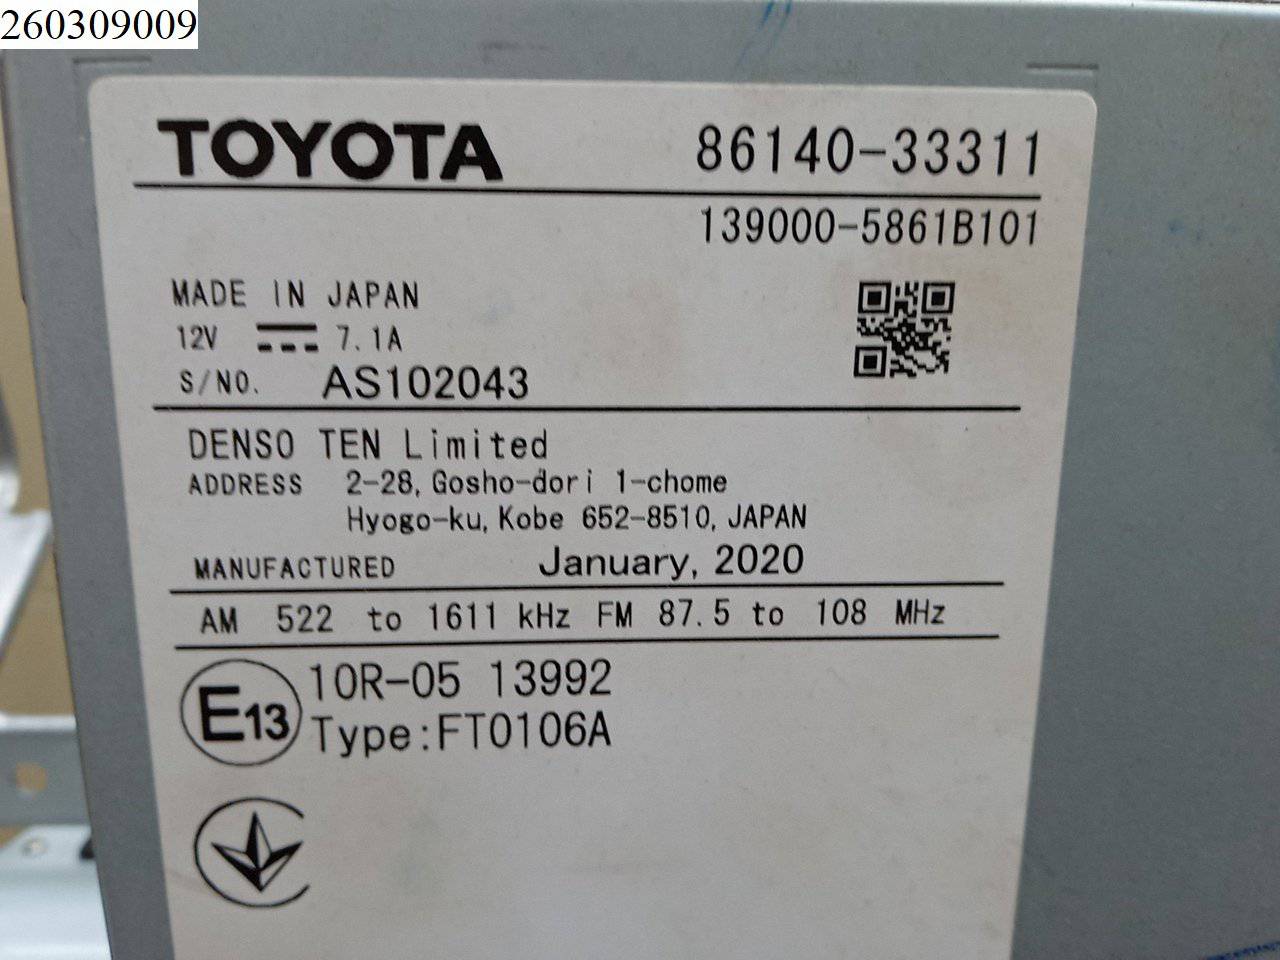 260309009
TOYOTA 86140-33311
139000-5861B101
MADE IN JAPAN
12V 7.1A
S/NO. AS102043
DENSO TEN Limited
ADDRESS 2-28, Gosho-dori 1-chome
Hyogo-ku, Kobe 652-8510, JAPAN
MANUFACTURED January, 2020
AM 522 to 1611 kHz FM 87.5 to 108 MHz
E13 10R-05 13992
Type:FT0106A